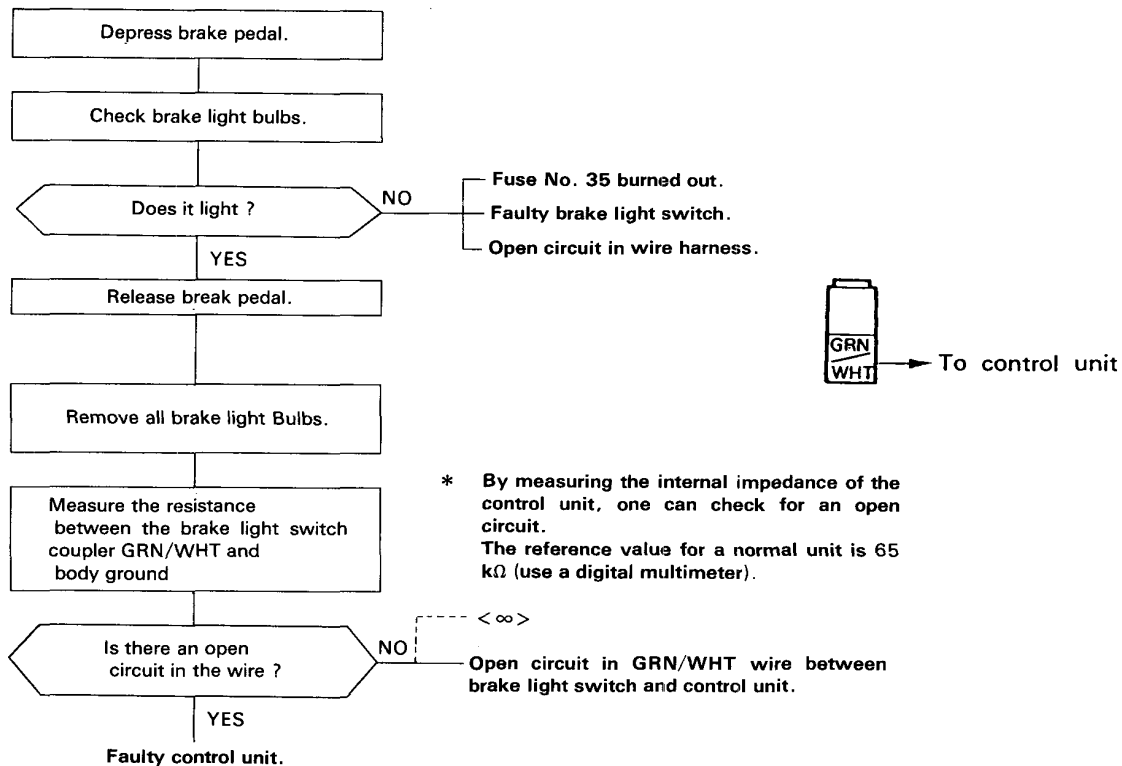 Depress brake pedal.
Check brake light bulbs.
Does it light ?
NO
Fuse No. 35 burned out.
Faulty brake light switch.
Open circuit in wire harness.
YES
Release break pedal.
GRN
WHT
To control unit
Remove all brake light Bulbs.
Measure the resistance
between the brake light switch
coupler GRN/WHT and
body ground
* By measuring the internal impedance of the
control unit, one can check for an open
circuit.
The reference value for a normal unit is 65
kΩ (use a digital multimeter).
Is there an open
circuit in the wire ?
NO
<∞>
Open circuit in GRN/WHT wire between
brake light switch and control unit.
YES
Faulty control unit.